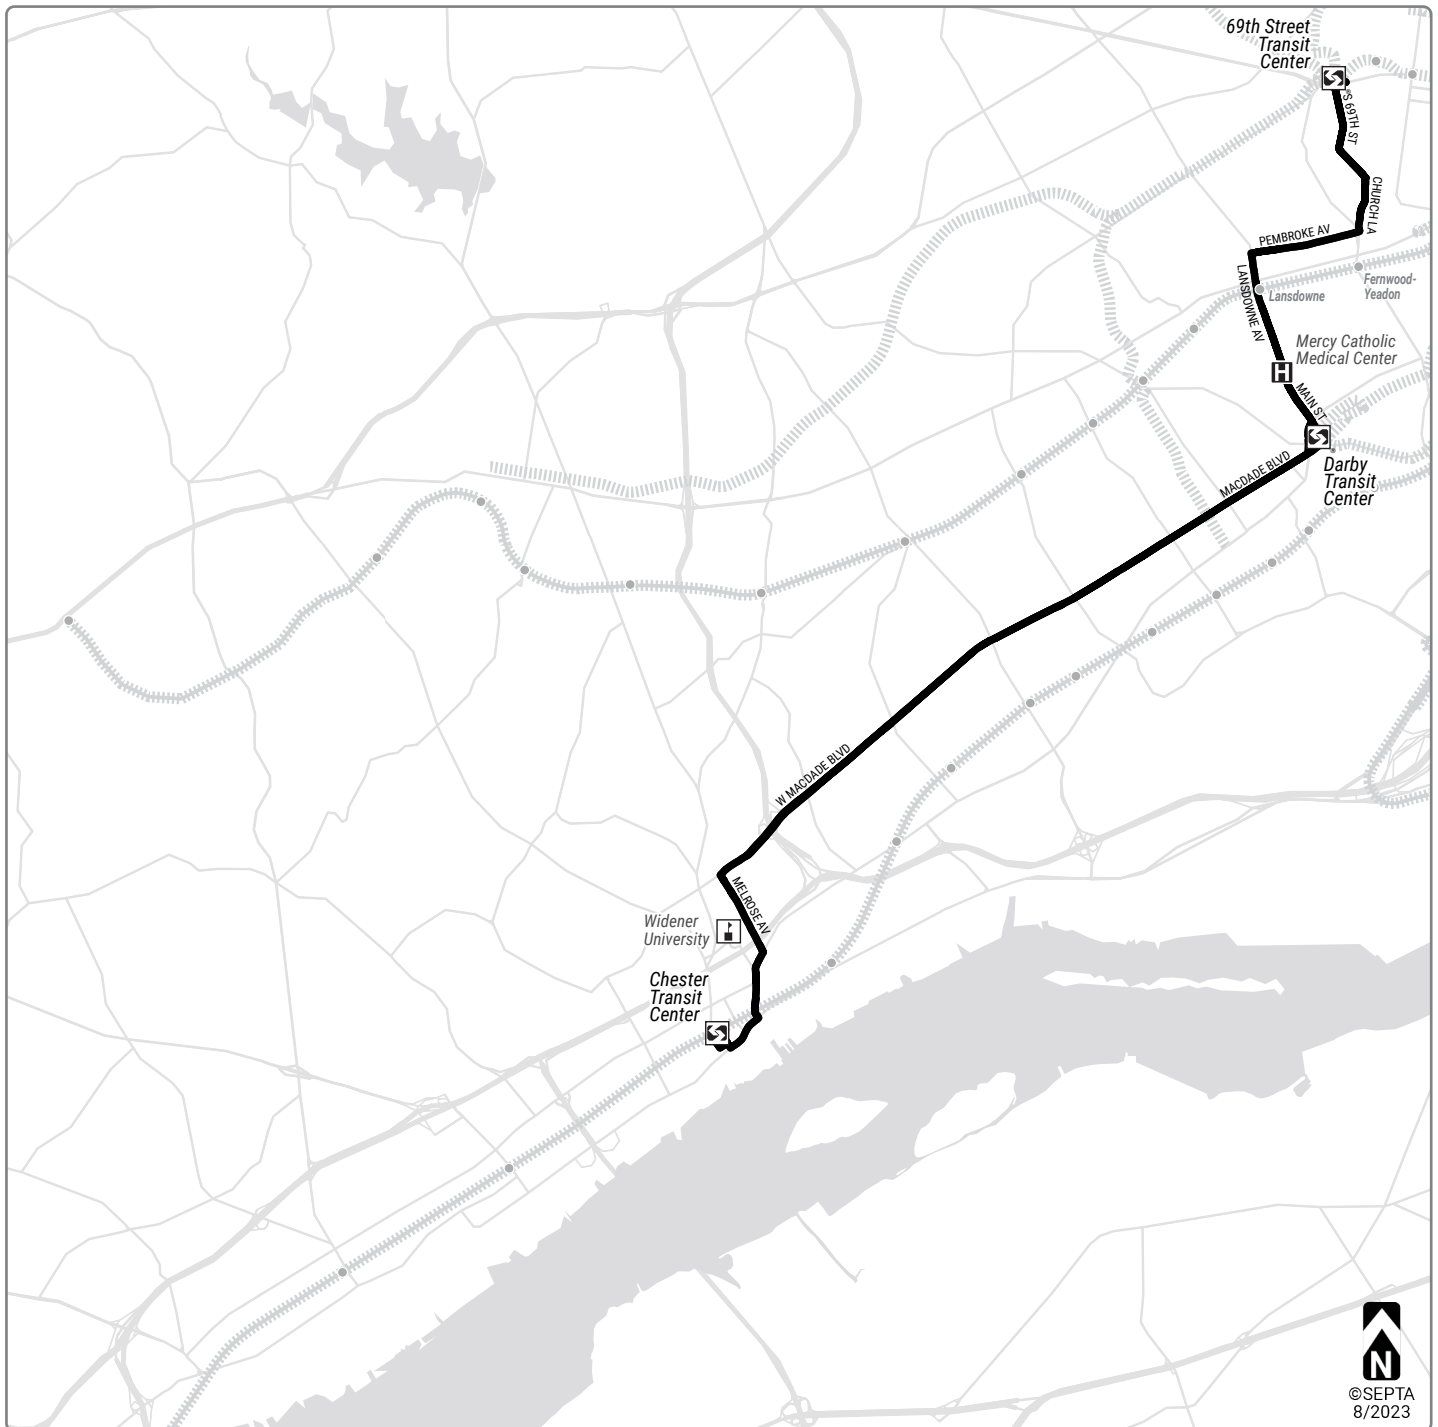 69th Street
Transit
Center
S 69TH ST
CHURCH LA
PEMBROKE AV
LANSDOWNE AV
Lansdowne
Fernwood-
Yeadon
Mercy Catholic
Medical Center
H
MAIN ST
Darby
Transit
Center
MACDADE BLVD
W MACDADE BLVD
MELROSE AV
Widener
University
Chester
Transit
Center
N
©SEPTA
8/2023